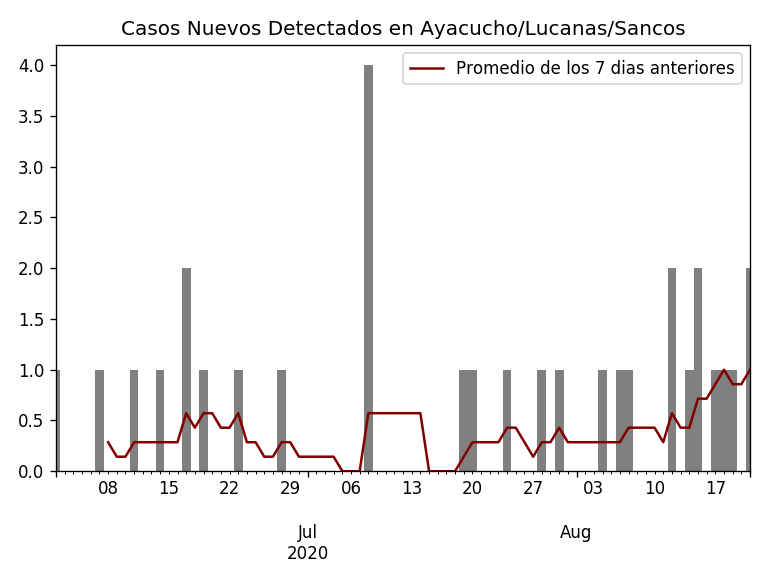 Casos Nuevos Detectados en Ayacucho/Lucanas/Sancos
Promedio de los 7 dias anteriores
4.0
3.5
3.0
2.5
2.0
1.5
1.0
0.5
0.0
08 15 22 29 06 13 20 27 03 10 17
Jul Aug
2020